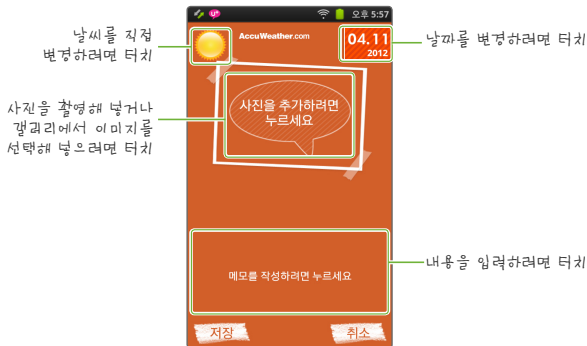 오후 5:57
날씨를 직접
변경하려면 터치
AccuWeather.com
04.11
2012
날짜를 변경하려면 터치
사진을 촬영해 넣거나
갤러리에서 이미지를
선택해 넣으려면 터치
사진을 추가하려면
누르세요
메모를 작성하려면 누르세요
내용을 입력하려면 터치
저장
취소